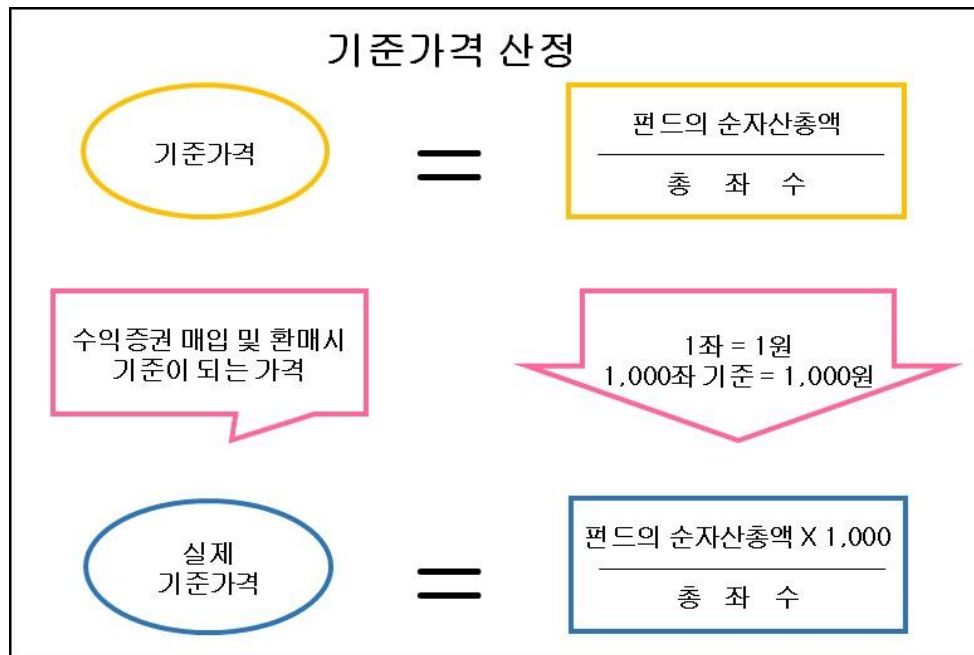 기준가격 산정
기준가격
=
펀드의 순자산총액
총 좌 수
수익증권 매입 및 환매시
기준이 되는 가격
1좌 = 1원
1,000좌 기준 = 1,000원
실제
기준가격
=
펀드의 순자산총액 X 1,000
총 좌 수